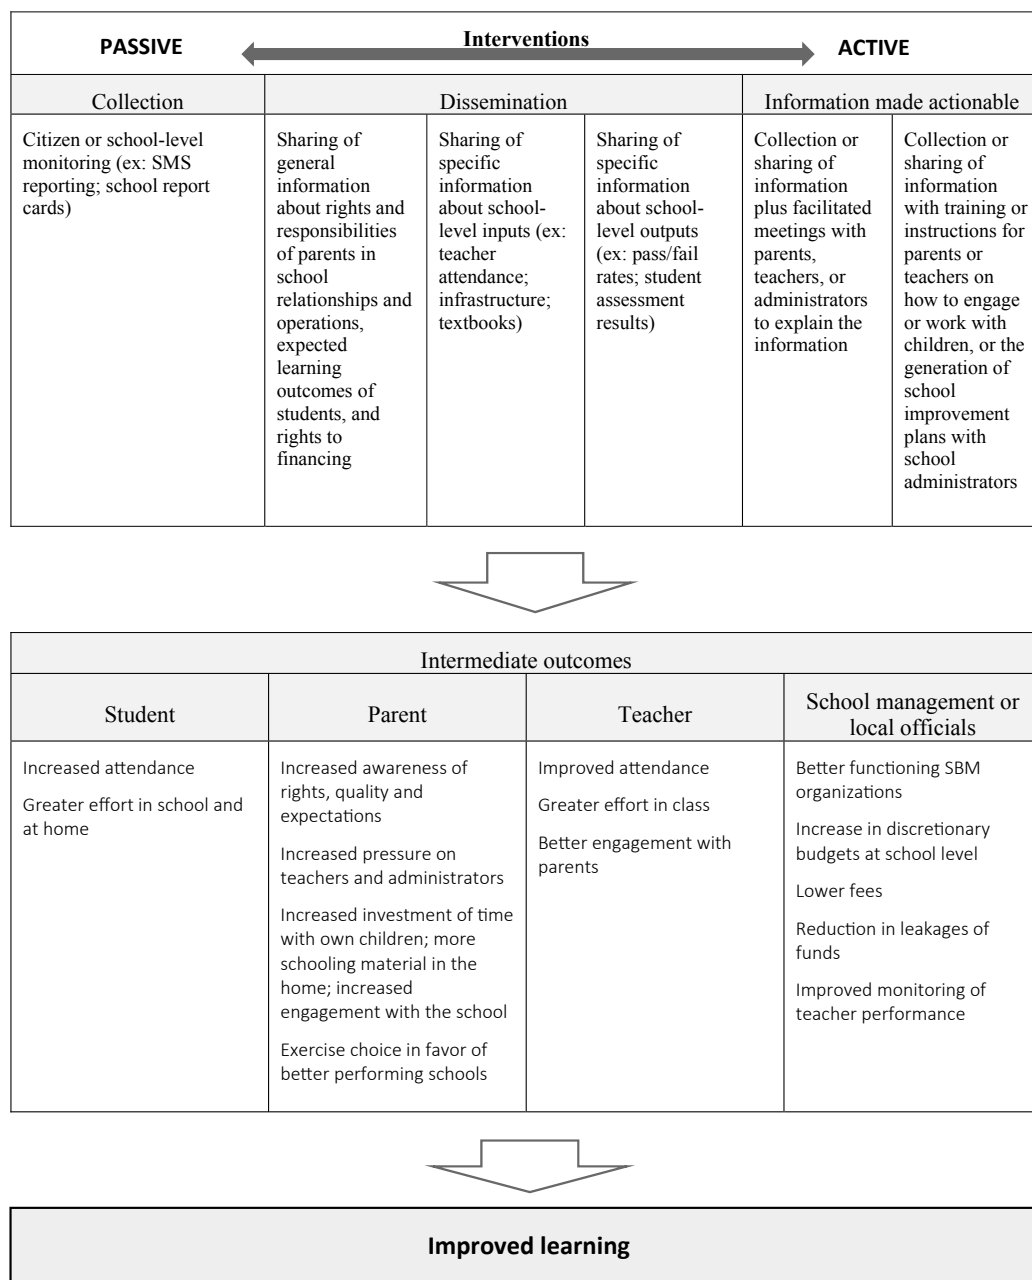 PASSIVE
Interventions
ACTIVE
Collection
Dissemination
Information made actionable
Citizen or school-level
monitoring (ex: SMS
reporting; school report
cards)
Sharing of
general
information
about rights and
responsibilities
of parents in
school
relationships and
operations,
expected
learning
outcomes of
students, and
rights to
financing
Sharing of
specific
information
about school-
level inputs (ex:
teacher
attendance;
infrastructure;
textbooks)
Sharing of
specific
information
about school-
level outputs
(ex: pass/fail
rates; student
assessment
results)
Collection or
sharing of
information
plus facilitated
meetings with
parents,
teachers, or
administrators
to explain the
information
Collection or
sharing of
information
with training or
instructions for
parents or
teachers on
how to engage
or work with
children, or the
generation of
school
improvement
plans with
school
administrators
Intermediate outcomes
Student
Parent
Teacher
School management or
local officials
Increased attendance
Greater effort in school and
at home
Increased awareness of
rights, quality and
expectations
Increased pressure on
teachers and administrators
Increased investment of time
with own children; more
schooling material in the
home; increased
engagement with the school
Exercise choice in favor of
better performing schools
Improved attendance
Greater effort in class
Better engagement with
parents
Better functioning SBM
organizations
Increase in discretionary
budgets at school level
Lower fees
Reduction in leakages of
funds
Improved monitoring of
teacher performance
Improved learning